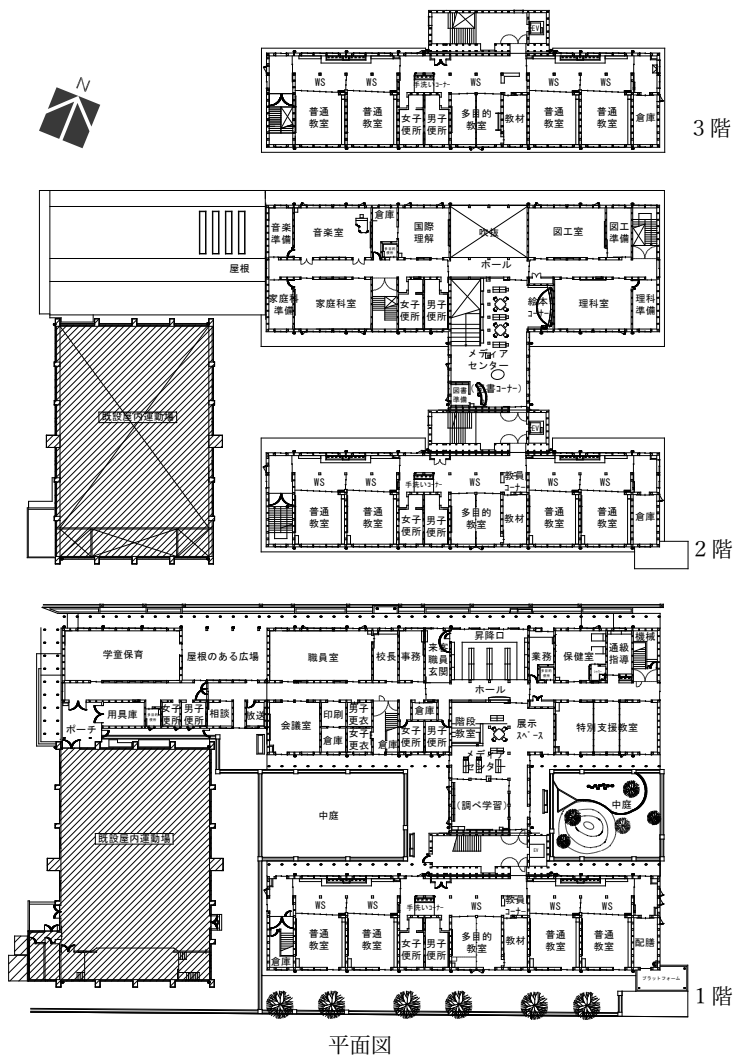 N
EV
WS
WS
手洗いコーナー
WS
WS
WS
普通
教室
普通
教室
女子
便所
男子
便所
多目的
教室
教材
普通
教室
普通
教室
倉庫
3階
音楽
準備
音楽室
倉庫
国際
理解
吹抜
図工室
図工
準備
屋根
ホール
家庭科
準備
家庭科室
女子
便所
男子
便所
絵本
コーナー
理科室
理科
準備
メディア
センター
図書
準備
既設屋内運動場
EV
WS
WS
手洗いコーナー
WS
教員
コーナー
WS
WS
普通
教室
普通
教室
女子
便所
男子
便所
多目的
教室
教材
普通
教室
普通
教室
倉庫
2階
学童保育
屋根のある広場
職員室
校長
事務
来客
職員
玄関
昇降口
業務
保健室
通級
指導
機械
ホール
ポーチ
用具庫
女子
便所
男子
便所
相談
放送
会議室
印刷
倉庫
男子
更衣
女子
更衣
倉庫
倉庫
女子
便所
男子
便所
階段
教室
展示
スペース
特別支援教室
メディア
センター
(調べ学習)
中庭
中庭
既設屋内運動場
EV
WS
WS
手洗いコーナー
WS
教員
コーナー
WS
WS
普通
教室
普通
教室
女子
便所
男子
便所
多目的
教室
教材
普通
教室
普通
教室
配膳
倉庫
プラットフォーム
1階
平面図